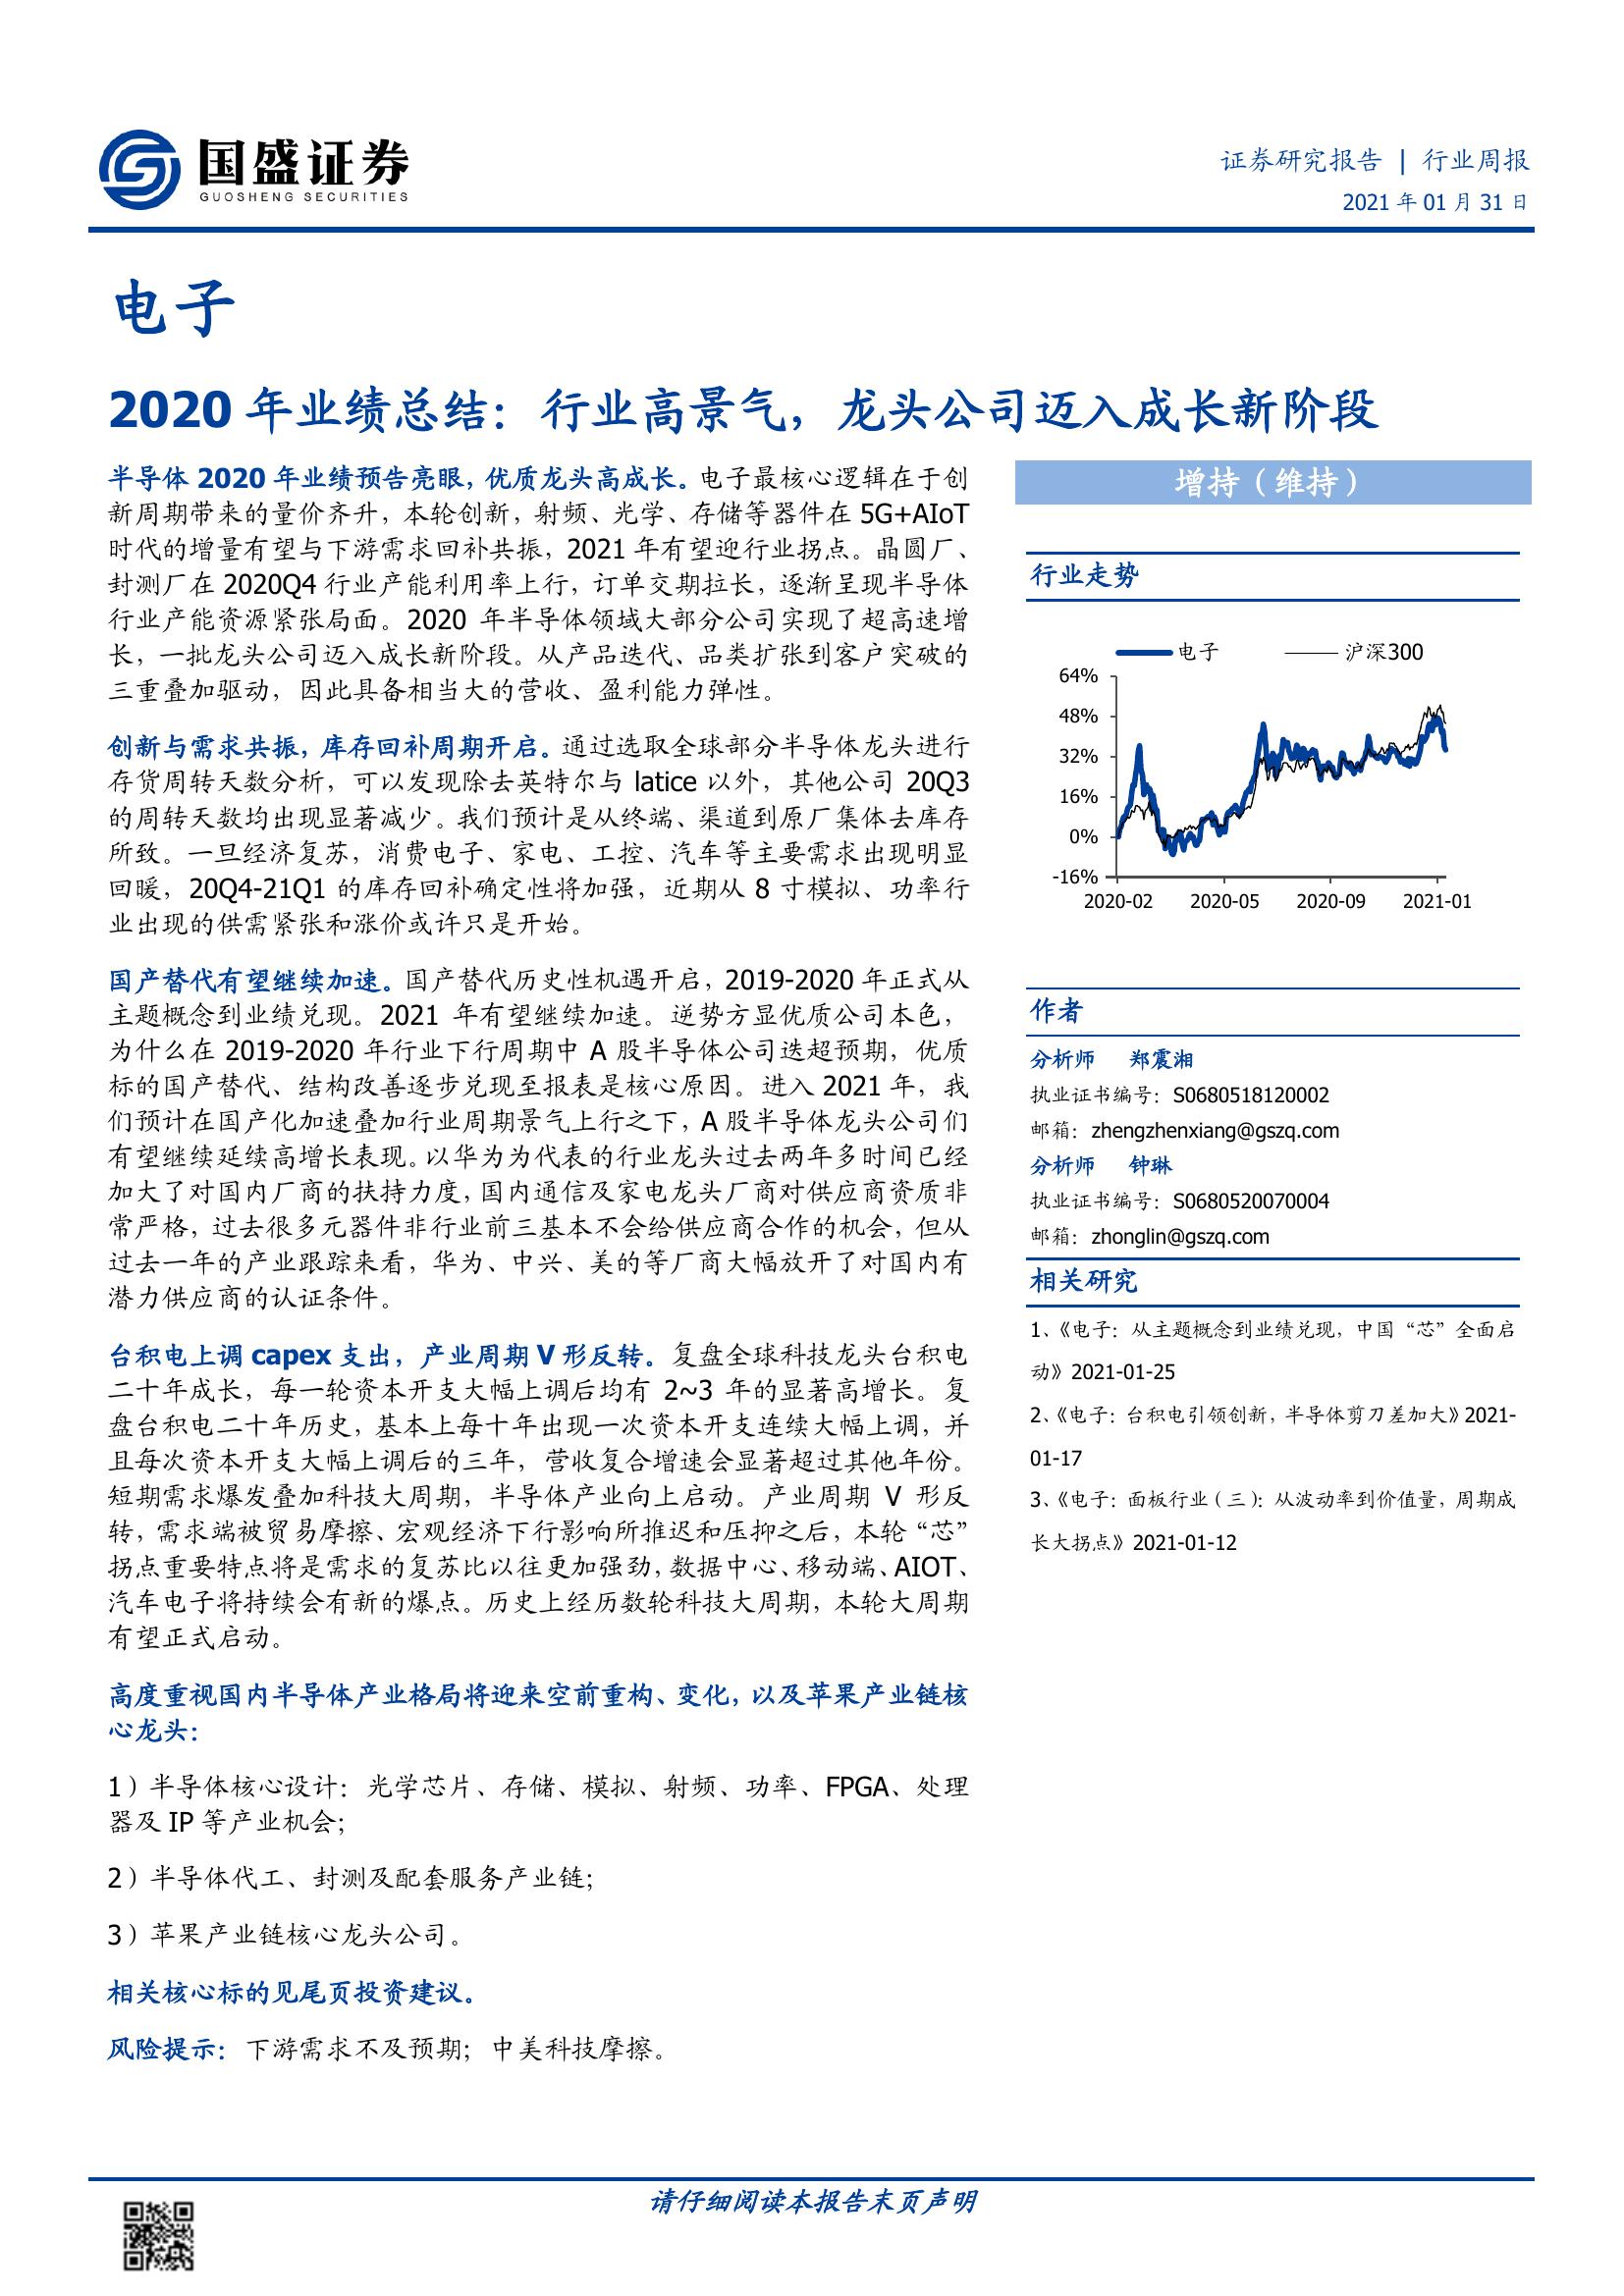 国盛证券
GUOSHENG SECURITIES
证券研究报告 | 行业周报
2021 年 01 月 31 日
电子
2020 年业绩总结：行业高景气，龙头公司迈入成长新阶段
半导体 2020 年业绩预告亮眼，优质龙头高成长。电子最核心逻辑在于创
新周期带来的量价齐升，本轮创新，射频、光学、存储等器件在 5G+AIoT
时代的增量有望与下游需求回补共振，2021 年有望迎行业拐点。晶圆厂、
封测厂在 2020Q4 行业产能利用率上行，订单交期拉长，逐渐呈现半导体
行业产能资源紧张局面。2020 年半导体领域大部分公司实现了超高速增
长，一批龙头公司迈入成长新阶段。从产品迭代、品类扩张到客户突破的
三重叠加驱动，因此具备相当大的营收、盈利能力弹性。
创新与需求共振，库存回补周期开启。通过选取全球部分半导体龙头进行
存货周转天数分析，可以发现除去英特尔与 latice 以外，其他公司 20Q3
的周转天数均出现显著减少。我们预计是从终端、渠道到原厂集体去库存
所致。一旦经济复苏，消费电子、家电、工控、汽车等主要需求出现明显
回暖，20Q4-21Q1 的库存回补确定性将加强，近期从 8 寸模拟、功率行
业出现的供需紧张和涨价或许只是开始。
国产替代有望继续加速。国产替代历史性机遇开启，2019-2020 年正式从
主题概念到业绩兑现。2021 年有望继续加速。逆势方显优质公司本色，
为什么在 2019-2020 年行业下行周期中 A 股半导体公司迭超预期，优质
标的国产替代、结构改善逐步兑现至报表是核心原因。进入 2021 年，我
们预计在国产化加速叠加行业周期景气上行之下，A 股半导体龙头公司们
有望继续延续高增长表现。以华为为代表的行业龙头过去两年多时间已经
加大了对国内厂商的扶持力度，国内通信及家电龙头厂商对供应商资质非
常严格，过去很多元器件非行业前三基本不会给供应商合作的机会，但从
过去一年的产业跟踪来看，华为、中兴、美的等厂商大幅放开了对国内有
潜力供应商的认证条件。
台积电上调 capex 支出，产业周期 V 形反转。复盘全球科技龙头台积电
二十年成长，每一轮资本开支大幅上调后均有 2~3 年的显著高增长。复
盘台积电二十年历史，基本上每十年出现一次资本开支连续大幅上调，并
且每次资本开支大幅上调后的三年，营收复合增速会显著超过其他年份。
短期需求爆发叠加科技大周期，半导体产业向上启动。产业周期 V 形反
转，需求端被贸易摩擦、宏观经济下行影响所推迟和压抑之后，本轮“芯”
拐点重要特点将是需求的复苏比以往更加强劲，数据中心、移动端、AIOT、
汽车电子将持续会有新的爆点。历史上经历数轮科技大周期，本轮大周期
有望正式启动。
高度重视国内半导体产业格局将迎来空前重构、变化，以及苹果产业链核
心龙头：
1）半导体核心设计：光学芯片、存储、模拟、射频、功率、FPGA、处理
器及 IP 等产业机会；
2）半导体代工、封测及配套服务产业链；
3）苹果产业链核心龙头公司。
相关核心标的见尾页投资建议。
风险提示：下游需求不及预期；中美科技摩擦。
增持（维持）
行业走势
电子 沪深300
64%
48%
32%
16%
0%
-16%
2020-02 2020-05 2020-09 2021-01
作者
分析师 郑震湘
执业证书编号：S0680518120002
邮箱：zhengzhenxiang@gszq.com
分析师 钟琳
执业证书编号：S0680520070004
邮箱：zhonglin@gszq.com
相关研究
1、《电子：从主题概念到业绩兑现，中国“芯”全面启
动》2021-01-25
2、《电子：台积电引领创新，半导体剪刀差加大》2021-
01-17
3、《电子：面板行业（三）：从波动率到价值量，周期成
长大拐点》2021-01-12
请仔细阅读本报告末页声明